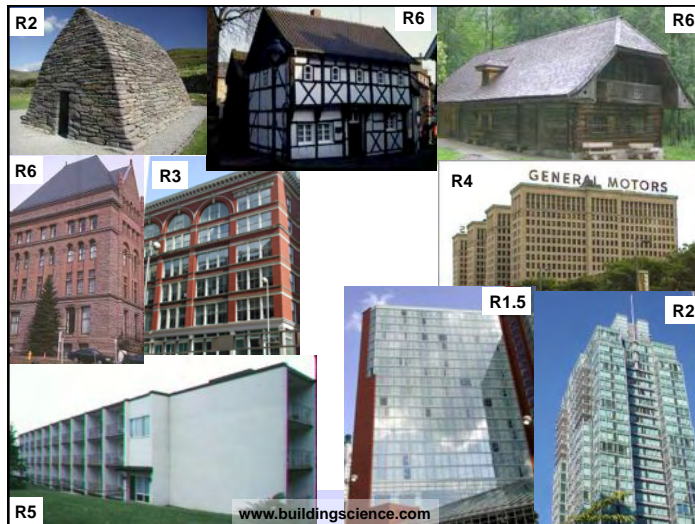 R2
R6
R6
R6
R3
GENERAL MOTORS
R4
R1.5
R2
R5
www.buildingscience.com